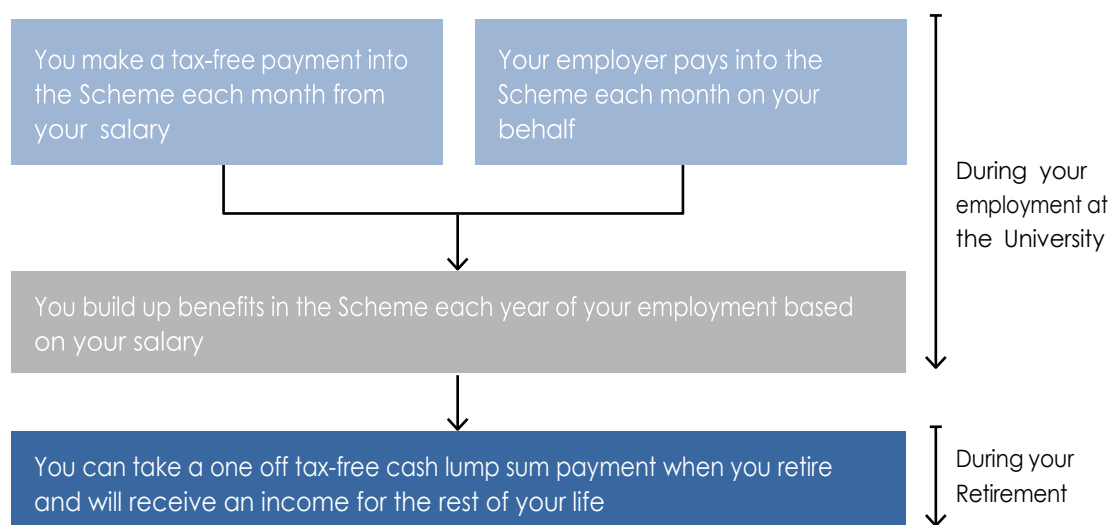 You make a tax-free payment into
the Scheme each month from
your salary
Your employer pays into the
Scheme each month on your
behalf
During your
employment at
the University
You build up benefits in the Scheme each year of your employment based
on your salary
You can take a one off tax-free cash lump sum payment when you retire
and will receive an income for the rest of your life
During your
Retirement